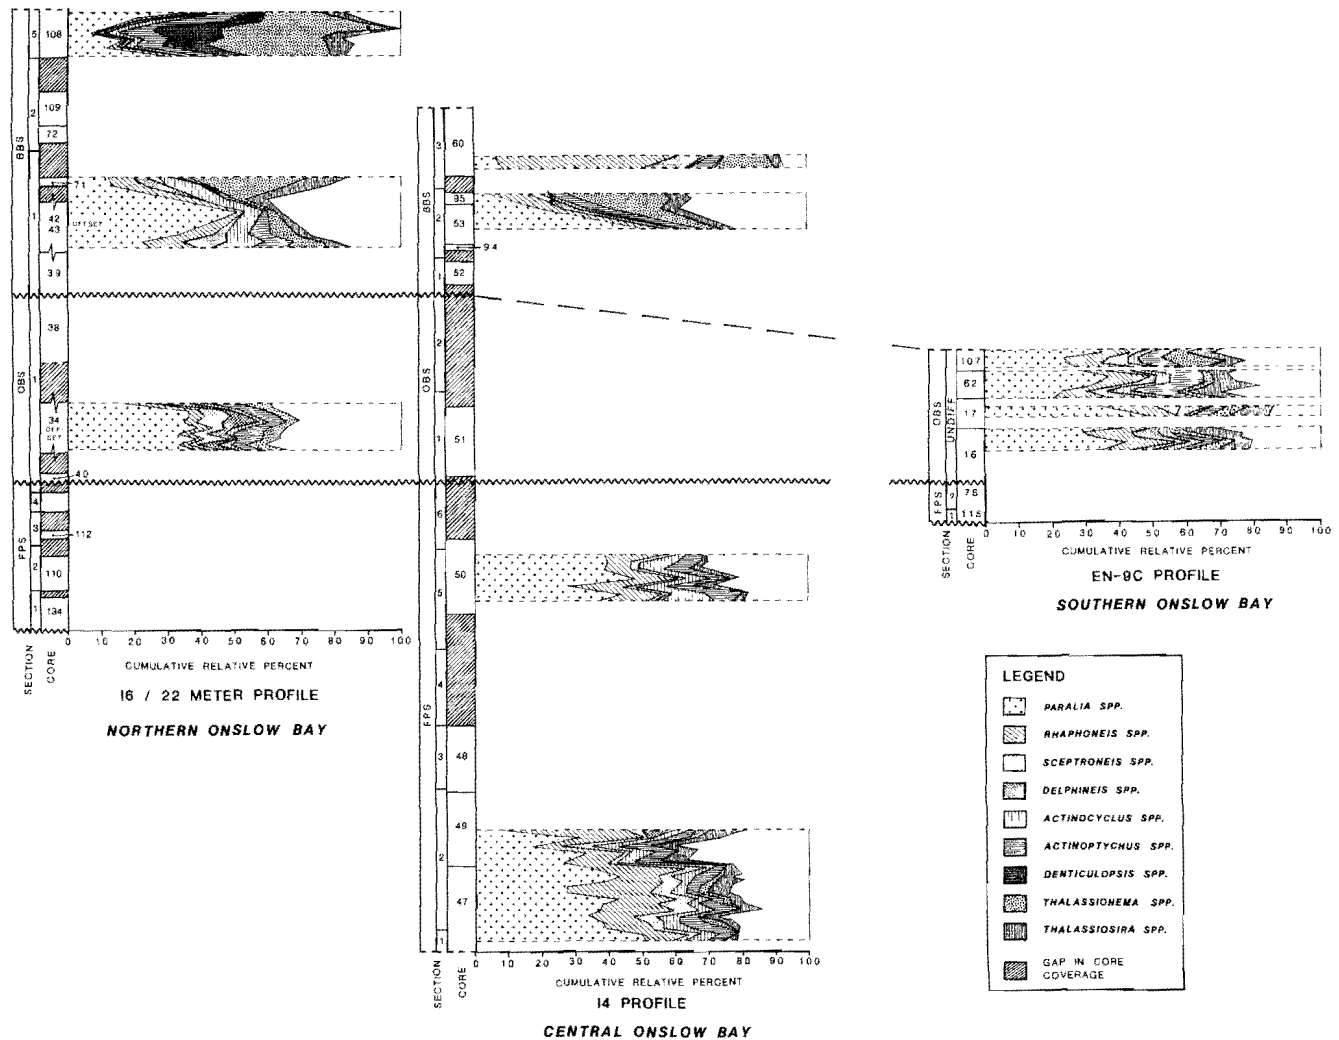 BBS
5
108
2
109
72
71
1
42
43
OFFSET
39
38
OBS
1
34
OFF
SET
40
4
3
112
FPS
2
110
1
134
0 10 20 30 40 50 60 70 80 90 100
SECTION
CORE
CUMULATIVE RELATIVE PERCENT
16 / 22 METER PROFILE
NORTHERN ONSLOW BAY
3
60
BBS
95
2
53
94
1
52
2
OBS
1
51
6
50
5
4
FPS
3
48
49
2
47
1
0 10 20 30 40 50 60 70 80 90 100
SECTION
CORE
CUMULATIVE RELATIVE PERCENT
14 PROFILE
CENTRAL ONSLOW BAY
107
62
OBS
UNDIFF
17
16
FPS
?
78
1
115
0 10 20 30 40 50 60 70 80 90 100
SECTION
CORE
CUMULATIVE RELATIVE PERCENT
EN-9C PROFILE
SOUTHERN ONSLOW BAY
LEGEND
PARALIA SPP.
RHAPHONEIS SPP.
SCEPTRONEIS SPP.
DELPHINEIS SPP.
ACTINOCYCLUS SPP.
ACTINOPTYCHUS SPP.
DENTICULOPSIS SPP.
THALASSIONEMA SPP.
THALASSIOSIRA SPP.
GAP IN CORE
COVERAGE